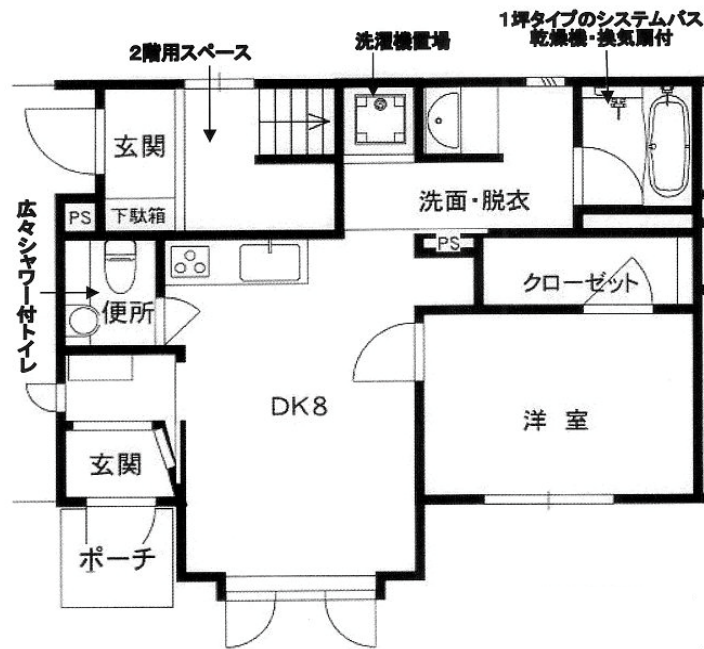 1坪タイプのシステムバス
乾燥機・換気扇付
洗濯機置場
2階用スペース
玄関
下駄箱
PS
洗面・脱衣
PS
クローゼット
広々シャワー付トイレ
便所
DK8
洋室
玄関
ポーチ